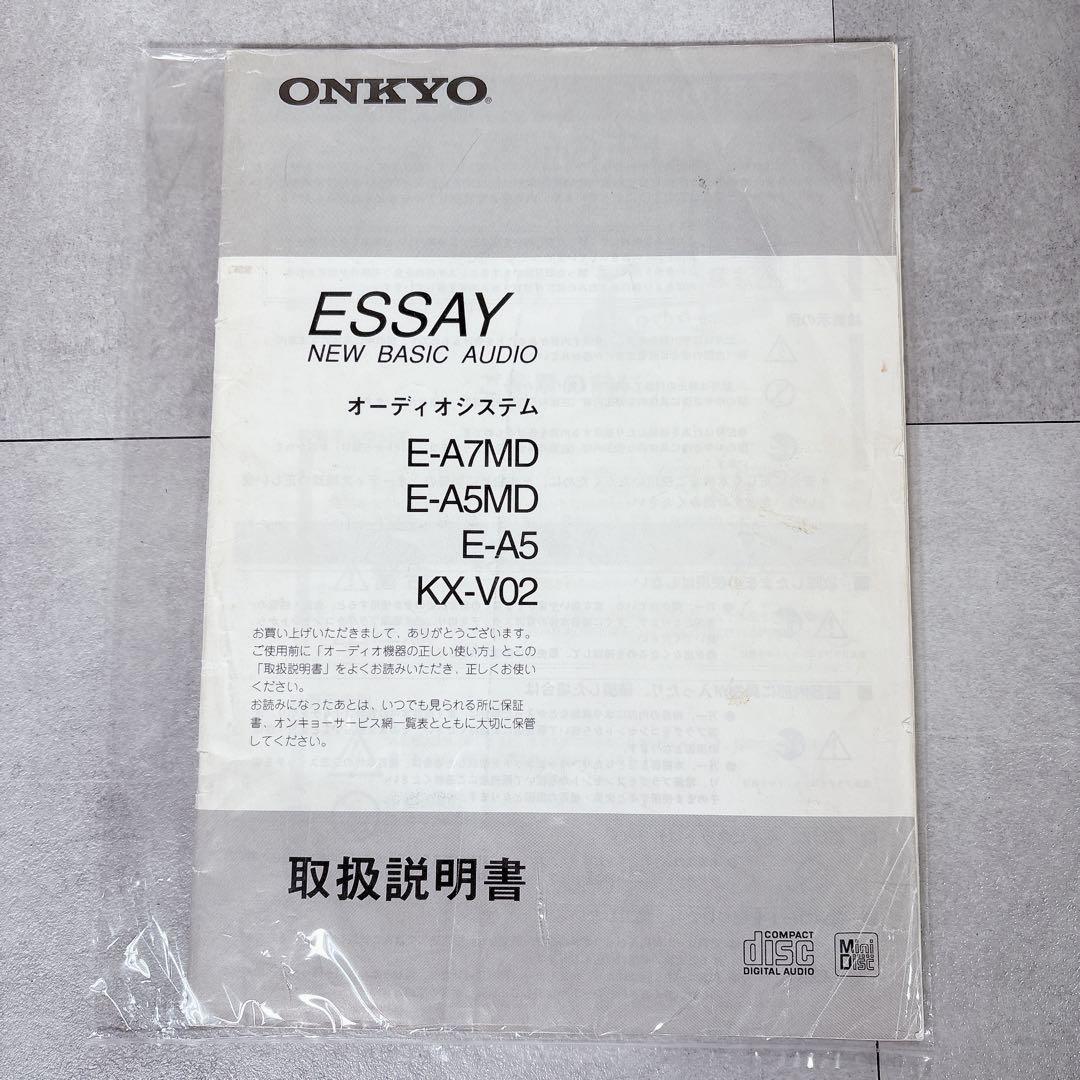 ONKYO®
ESSAY
NEW BASIC AUDIO
オーディオシステム
E-A7MD
E-A5MD
E-A5
KX-V02
お買い上げいただきまして、ありがとうございます。
ご使用前に「オーディオ機器の正しい使い方」とこの
「取扱説明書」をよくお読みいただき、正しくお使い
ください。
お読みになったあとは、いつでも見られる所に保証
書、オンキョーサービス網一覧表とともに大切に保管
してください。
取扱説明書
COMPACT
disc
DIGITAL AUDIO
Mini
Disc